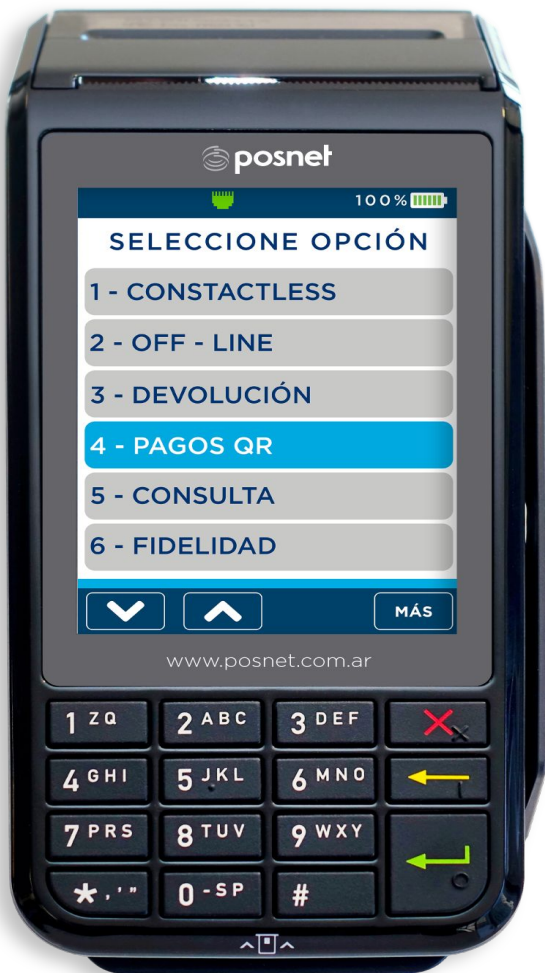 posnet
100%
SELECCIONE OPCIÓN
1 - CONSTACTLESS
2 - OFF - LINE
3 - DEVOLUCIÓN
4 - PAGOS QR
5 - CONSULTA
6 - FIDELIDAD
MÁS
www.posnet.com.ar
1 ZQ 2 ABC 3 DEF X
4 GHI 5 JKL 6 MNO
7 PRS 8 TUV 9 WXY
* , ' " 0 - SP #
O